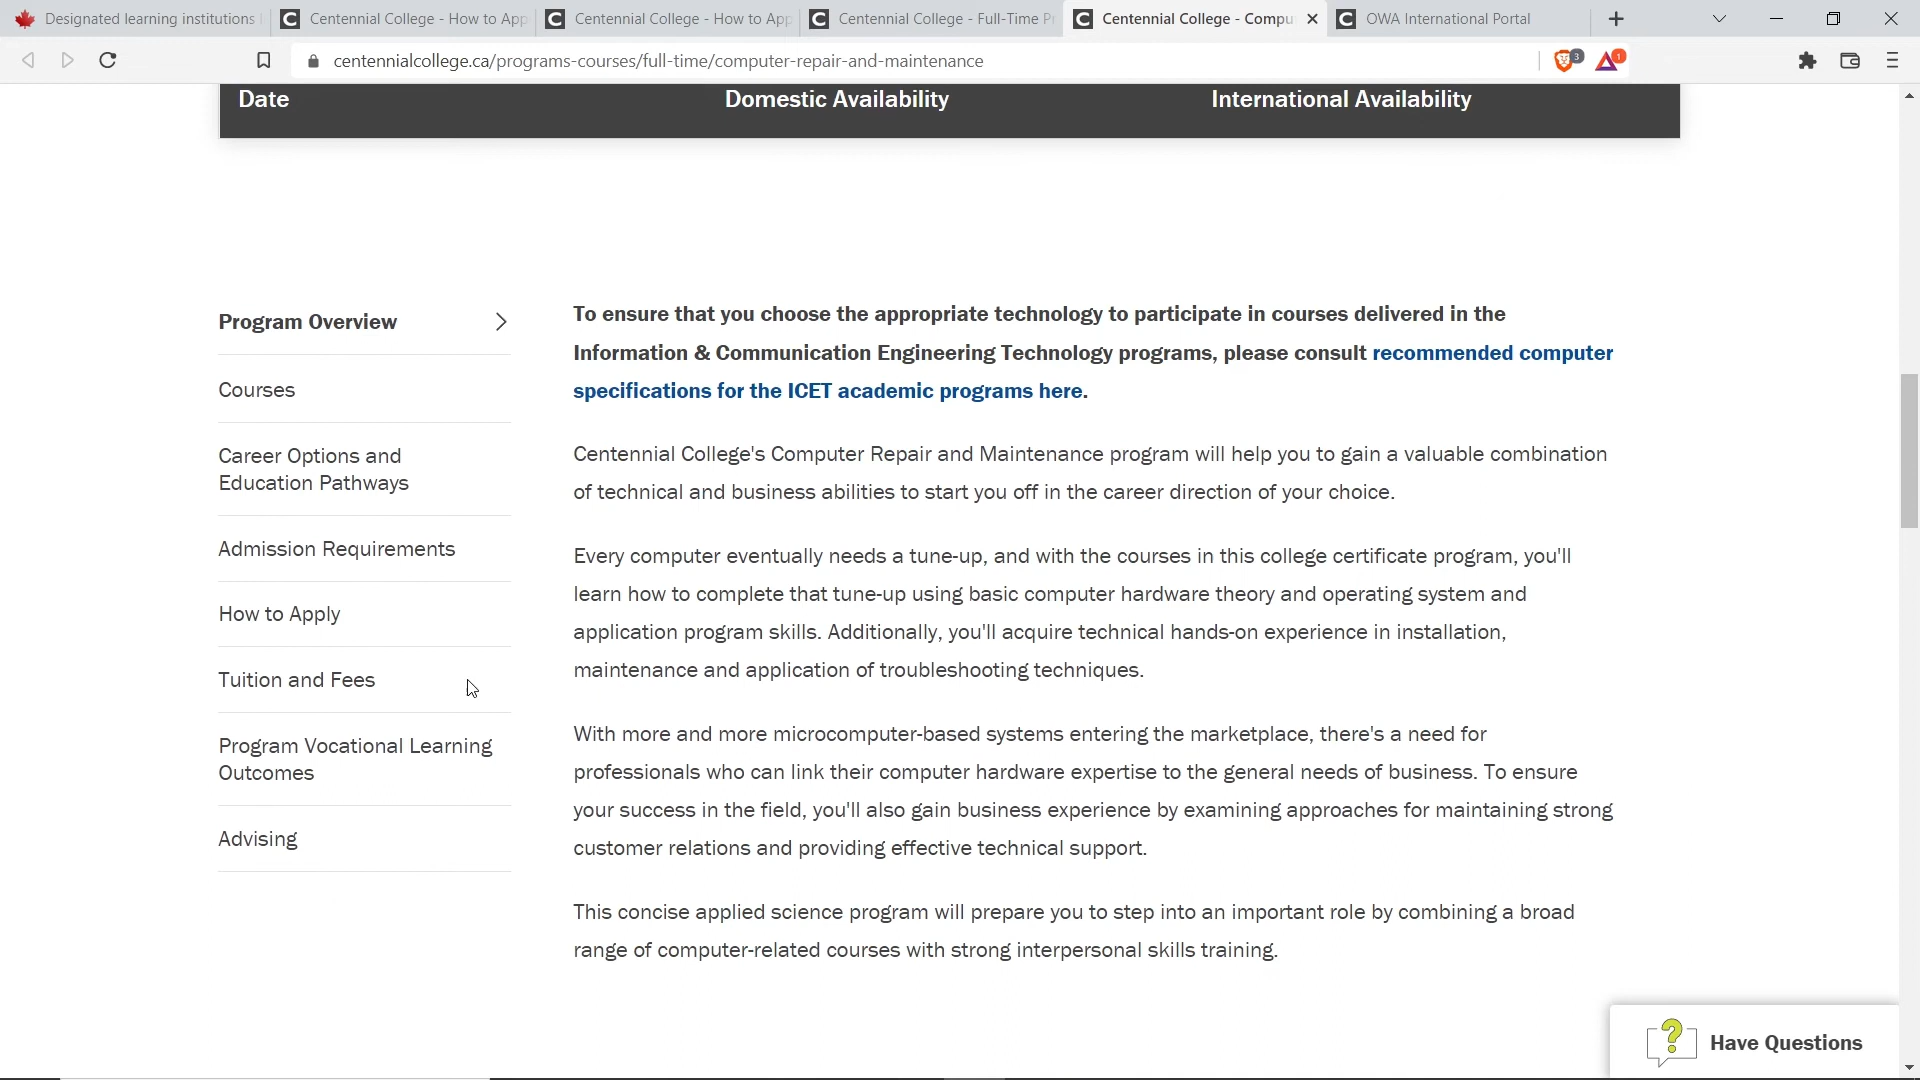 Designated learning institutions
Centennial College - How to App
Centennial College - How to App
Centennial College - Full-Time Pr
Centennial College - Compu
OWA International Portal
centennialcollege.ca/programs-courses/full-time/computer-repair-and-maintenance
3
1
Date
Domestic Availability
International Availability
Program Overview
Courses
Career Options and
Education Pathways
Admission Requirements
How to Apply
Tuition and Fees
Program Vocational Learning
Outcomes
Advising
To ensure that you choose the appropriate technology to participate in courses delivered in the
Information & Communication Engineering Technology programs, please consult recommended computer
specifications for the ICET academic programs here.
Centennial College's Computer Repair and Maintenance program will help you to gain a valuable combination
of technical and business abilities to start you off in the career direction of your choice.
Every computer eventually needs a tune-up, and with the courses in this college certificate program, you'll
learn how to complete that tune-up using basic computer hardware theory and operating system and
application program skills. Additionally, you'll acquire technical hands-on experience in installation,
maintenance and application of troubleshooting techniques.
With more and more microcomputer-based systems entering the marketplace, there's a need for
professionals who can link their computer hardware expertise to the general needs of business. To ensure
your success in the field, you'll also gain business experience by examining approaches for maintaining strong
customer relations and providing effective technical support.
This concise applied science program will prepare you to step into an important role by combining a broad
range of computer-related courses with strong interpersonal skills training.
Have Questions